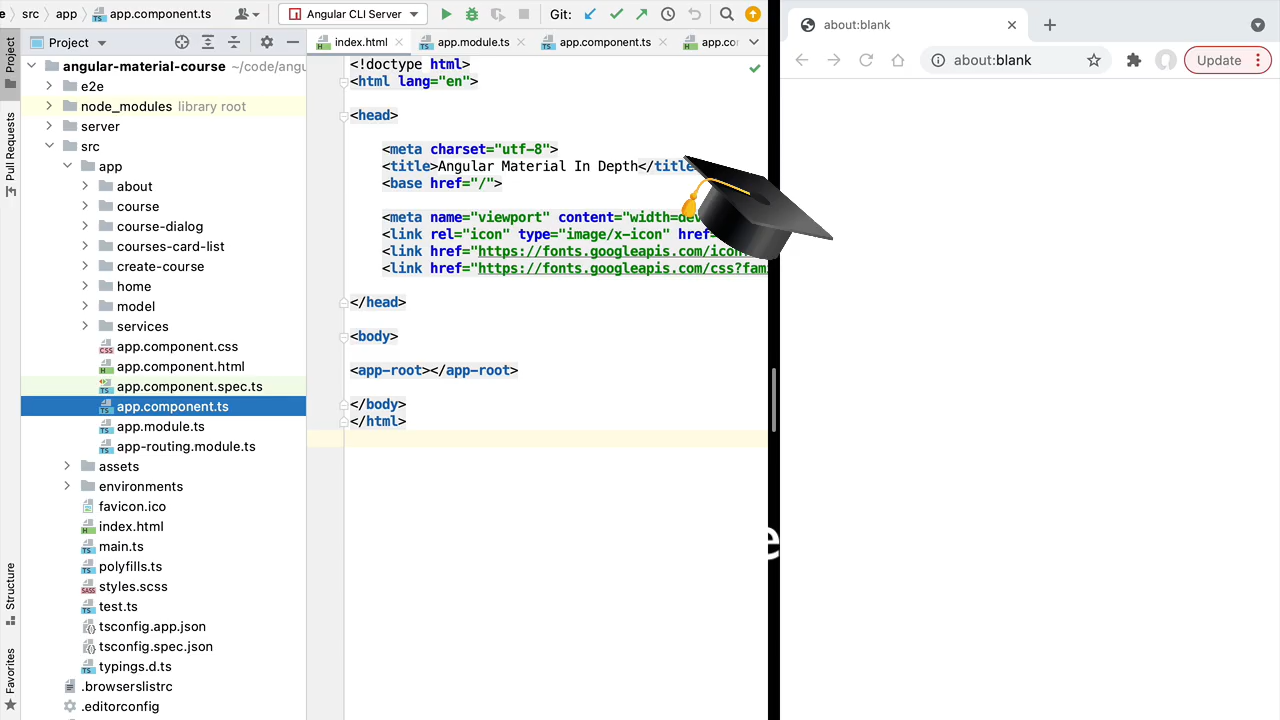 e
src
app
app.component.ts
Angular CLI Server
Git:
Project
index.html
app.module.ts
app.component.ts
app.co
about:blank
about:blank
Update
Project
Pull Requests
Structure
Favorites
angular-material-course ~/code/angu
e2e
node_modules library root
server
src
app
about
course
course-dialog
courses-card-list
create-course
home
model
services
app.component.css
app.component.html
app.component.spec.ts
app.component.ts
app.module.ts
app-routing.module.ts
assets
environments
favicon.ico
index.html
main.ts
polyfills.ts
styles.scss
test.ts
tsconfig.app.json
tsconfig.spec.json
typings.d.ts
.browserslistrc
.editorconfig
<!doctype html>
<html lang="en">
<head>
<meta charset="utf-8">
<title>Angular Material In Depth</title
<base href="/">
<meta name="viewport" content="width=dev
<link rel="icon" type="image/x-icon" href=
<link href="https://fonts.googleapis.com/icon
<link href="https://fonts.googleapis.com/css?fam
</head>
<body>
<app-root></app-root>
</body>
</html>
e